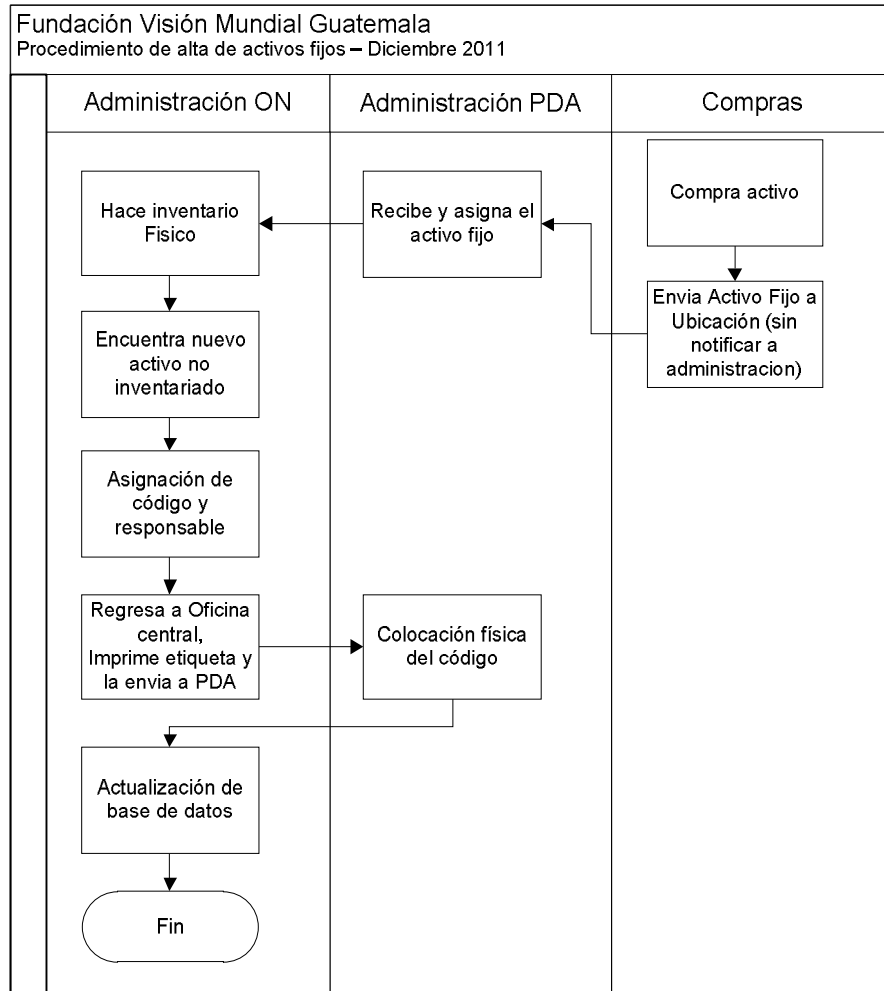 Fundación Visión Mundial Guatemala
Procedimiento de alta de activos fijos – Diciembre 2011
Administración ON
Administración PDA
Compras
Compra activo
Envia Activo Fijo a
Ubicación (sin
notificar a
administracion)
Recibe y asigna el
activo fijo
Hace inventario
Fisico
Encuentra nuevo
activo no
inventariado
Asignación de
código y
responsable
Regresa a Oficina
central,
Imprime etiqueta y
la envia a PDA
Colocación física
del código
Actualización de
base de datos
Fin